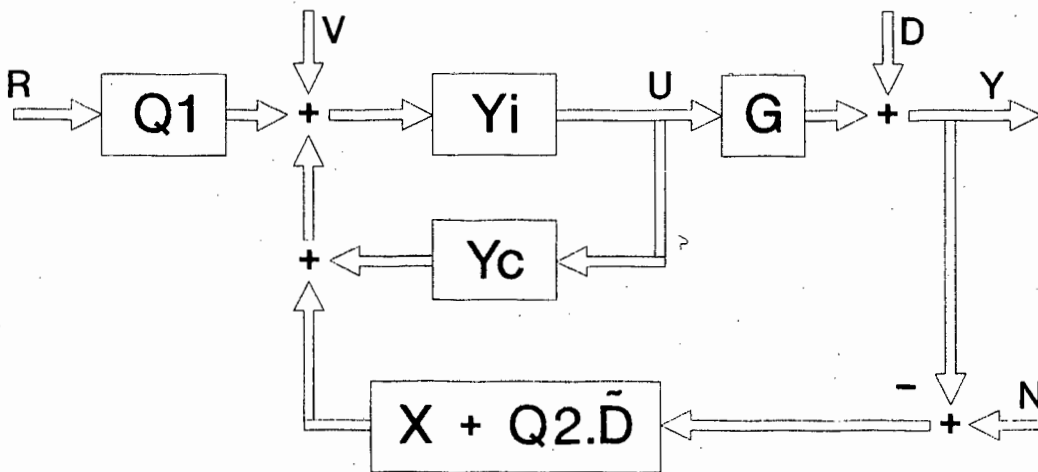 V
D
R
U
Y
Q1
+
Yi
G
+
+
Yc
-
N
X + Q2.D̃
+